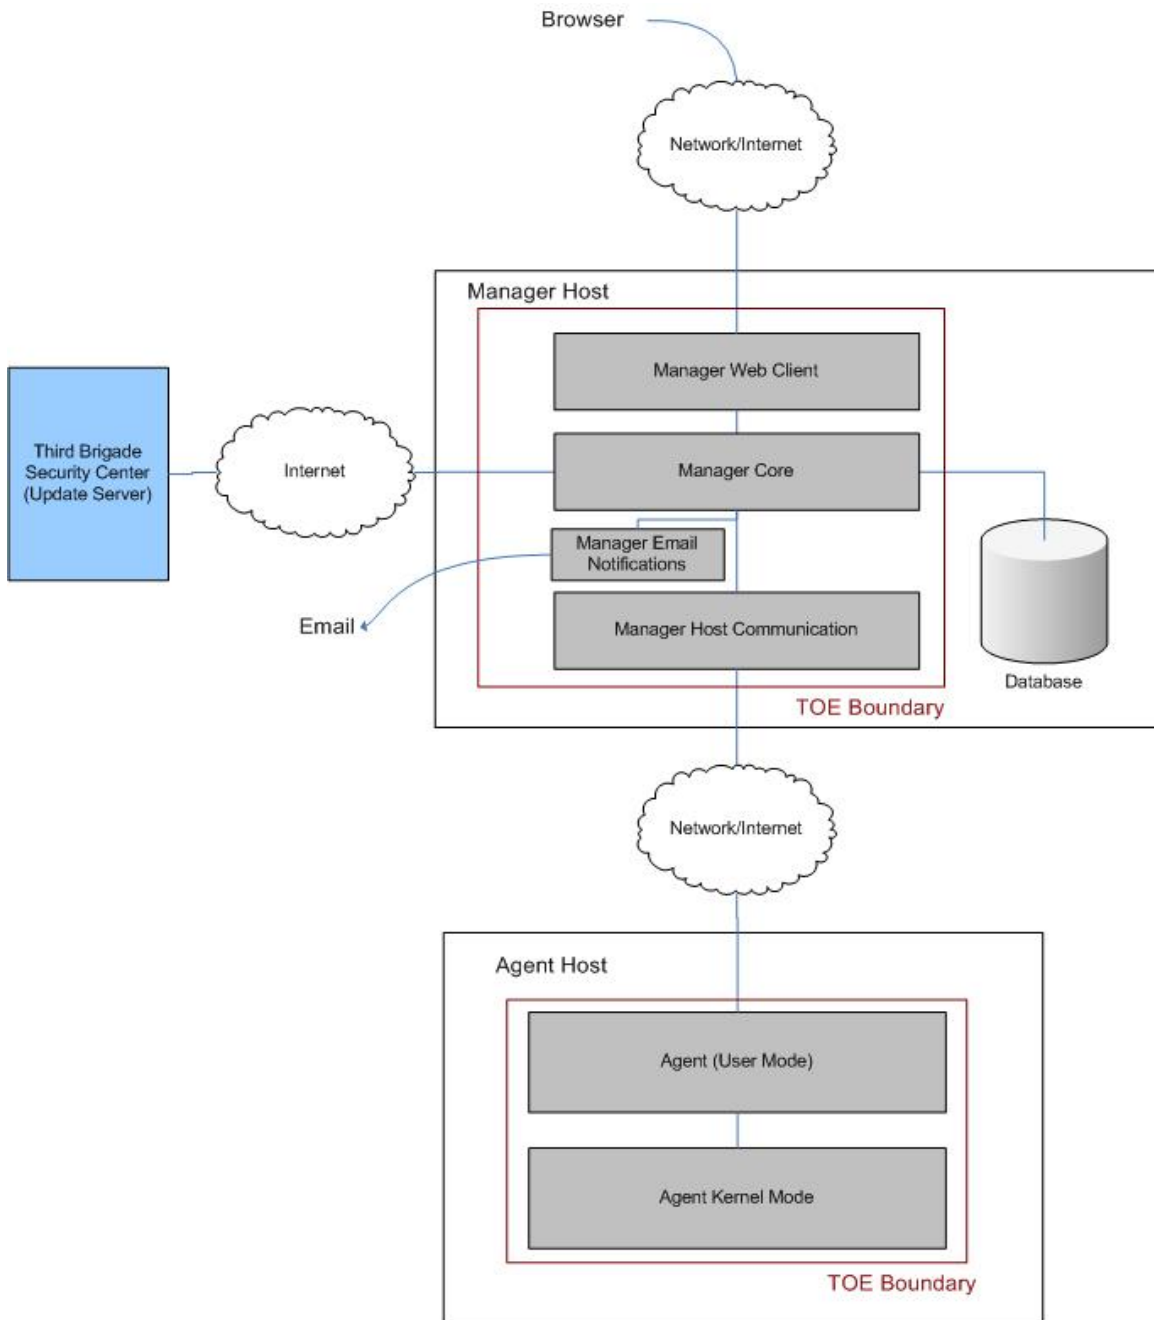 Browser
Network/Internet
Manager Host
Manager Web Client
Third Brigade
Security Center
(Update Server)
Internet
Manager Core
Manager Email
Notifications
Email
Manager Host Communication
Database
TOE Boundary
Network/Internet
Agent Host
Agent (User Mode)
Agent Kernel Mode
TOE Boundary